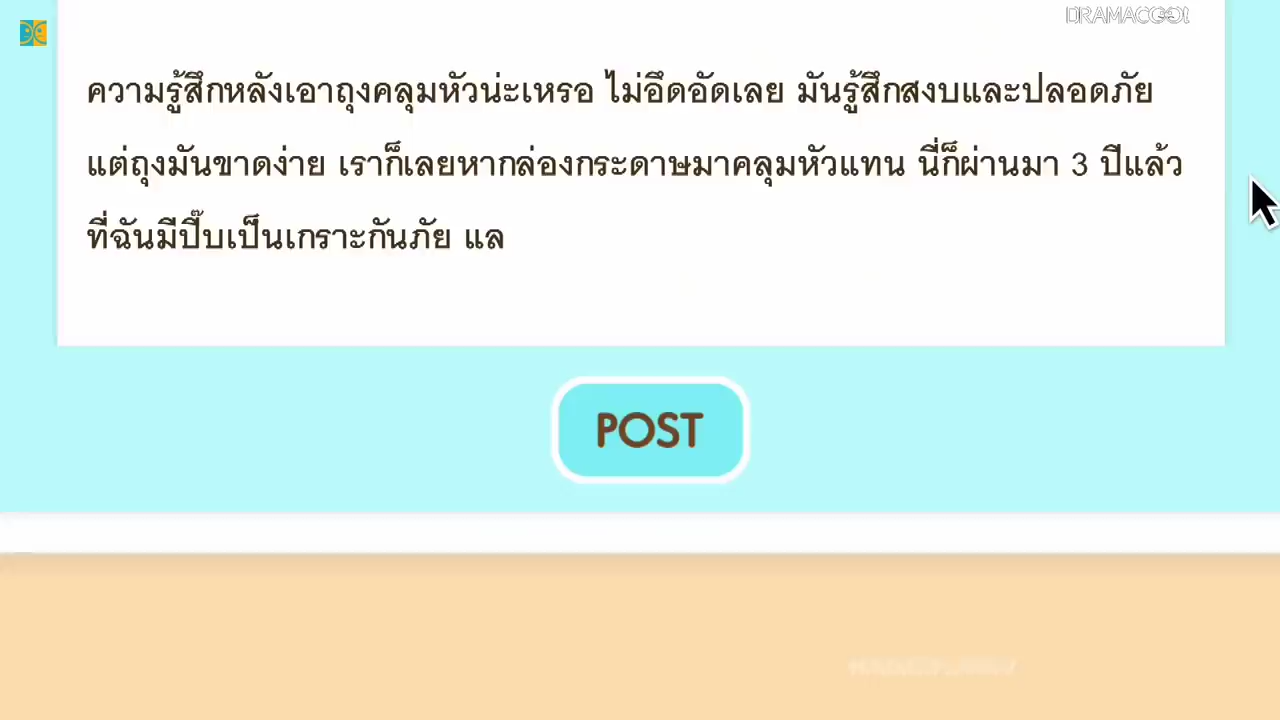 DRAMACOOL
ความรู้สึกหลังเอาถุงคลุมหัวน่ะเหรอ ไม่อึดอัดเลย มันรู้สึกสงบและปลอดภัย
แต่ถุงมันขาดง่าย เราก็เลยหากล่องกระดาษมาคลุมหัวแทน นี่ก็ผ่านมา 3 ปีแล้ว
ที่ฉันมีปี๊บเป็นเกราะกันภัย แล
POST